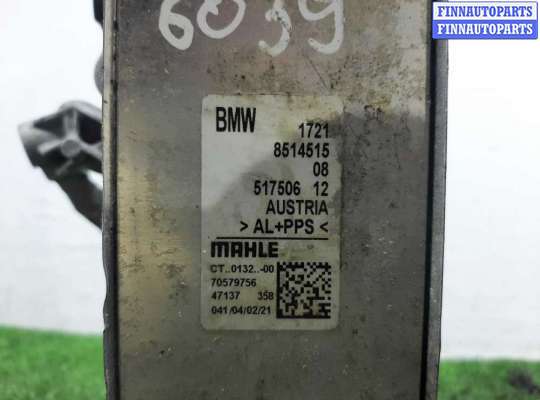 FINNAUTOPARTS
FINNAUTOPARTS
6039
BMW 1721
8514515
08
517506 12
AUSTRIA
> AL+PPS <
MAHLE
CT..0132..-00
70579756
47137 358
041/04/02/21